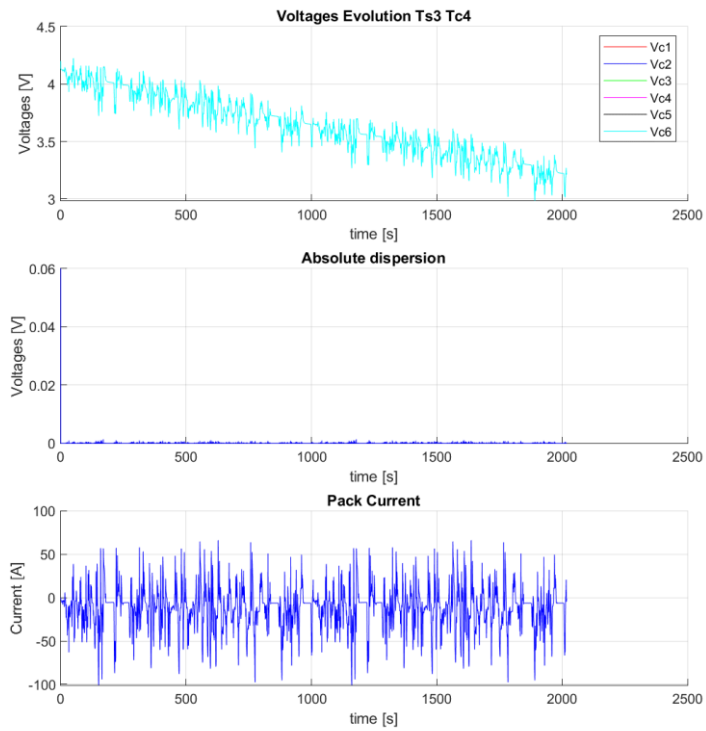 Voltages Evolution Ts3 Tc4
4.5
4
3.5
3
Voltages [V]
Vc1
Vc2
Vc3
Vc4
Vc5
Vc6
0 500 1000 1500 2000 2500
time [s]
Absolute dispersion
0.06
0.04
0.02
0
Voltages [V]
0 500 1000 1500 2000 2500
time [s]
Pack Current
100
50
0
-50
-100
Current [A]
0 500 1000 1500 2000 2500
time [s]